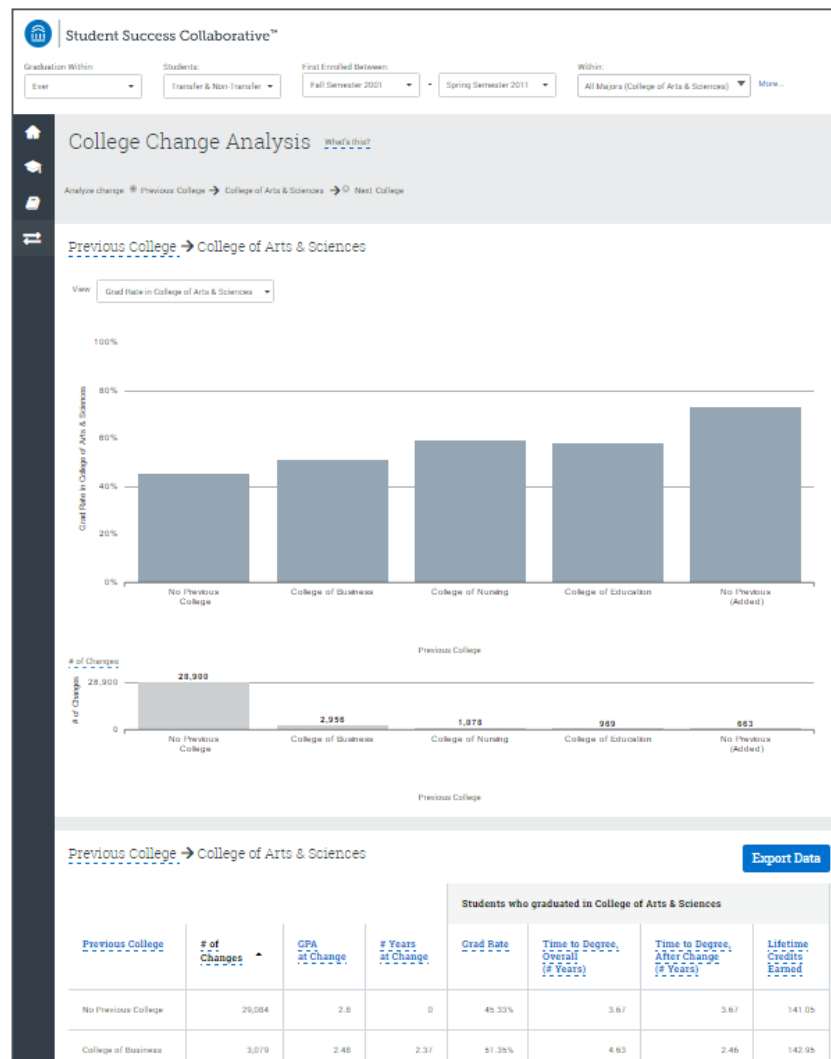 Student Success Collaborative™
Graduation Within: Students: First Enrolled Between: Within:
Ever Transfer & Non-Transfer Fall Semester 2001 - Spring Semester 2011 All Majors (College of Arts & Sciences) More...
College Change Analysis What's this?
Analyze change Previous College → College of Arts & Sciences → Next College
Previous College → College of Arts & Sciences
View Grad Rate in College of Arts & Sciences
100%
80%
60%
40%
20%
0%
Grad Rate in College of Arts & Sciences
No Previous College
College of Business
College of Nursing
College of Education
No Previous (Added)
Previous College
# of Changes
# of Changes
28,900
0
28,900
2,956
1,078
969
663
No Previous College
College of Business
College of Nursing
College of Education
No Previous (Added)
Previous College
Previous College → College of Arts & Sciences
Export Data
Students who graduated in College of Arts & Sciences
Previous College # of Changes GPA at Change # Years at Change Grad Rate Time to Degree, Overall (# Years) Time to Degree, After Change (# Years) Lifetime Credits Earned
No Previous College 29,084 2.8 0 45.33% 3.67 3.67 141.05
College of Business 3,079 2.48 2.37 51.35% 4.63 2.46 142.95